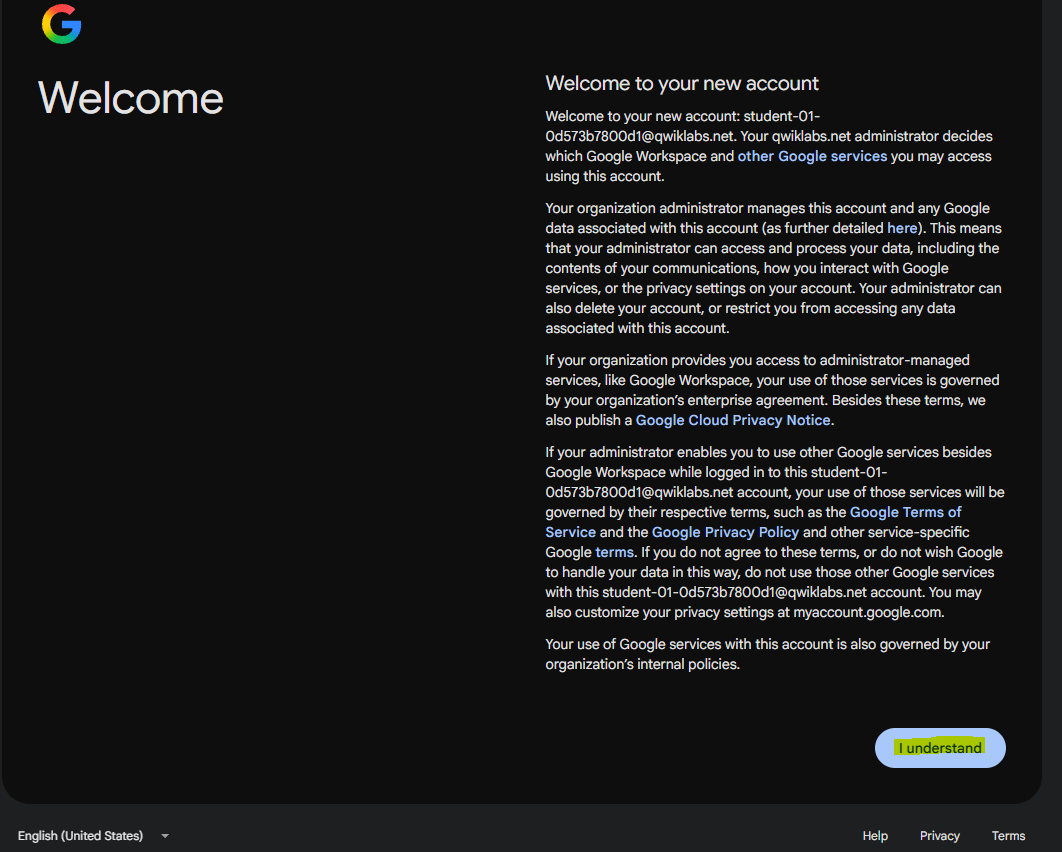 Welcome
Welcome to your new account
Welcome to your new account: student-01-
0d573b7800d1@qwiklabs.net. Your qwiklabs.net administrator decides
which Google Workspace and other Google services you may access
using this account.
Your organization administrator manages this account and any Google
data associated with this account (as further detailed here). This means
that your administrator can access and process your data, including the
contents of your communications, how you interact with Google
services, or the privacy settings on your account. Your administrator can
also delete your account, or restrict you from accessing any data
associated with this account.
If your organization provides you access to administrator-managed
services, like Google Workspace, your use of those services is governed
by your organization’s enterprise agreement. Besides these terms, we
also publish a Google Cloud Privacy Notice.
If your administrator enables you to use other Google services besides
Google Workspace while logged in to this student-01-
0d573b7800d1@qwiklabs.net account, your use of those services will be
governed by their respective terms, such as the Google Terms of
Service and the Google Privacy Policy and other service-specific
Google terms. If you do not agree to these terms, or do not wish Google
to handle your data in this way, do not use those other Google services
with this student-01-0d573b7800d1@qwiklabs.net account. You may
also customize your privacy settings at myaccount.google.com.
Your use of Google services with this account is also governed by your
organization’s internal policies.
I understand
English (United States)
Help Privacy Terms